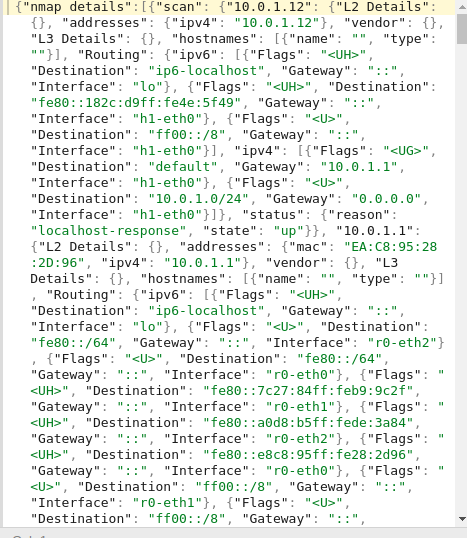 {"nmap details":[{"scan": {"10.0.1.12": {"L2 Details":
{}, "addresses": {"ipv4": "10.0.1.12"}, "vendor": {},
"L3 Details": {}, "hostnames": [{"name": "", "type":
""}], "Routing": {"ipv6": [{"Flags": "<UH>",
"Destination": "ip6-localhost", "Gateway": "::",
"Interface": "lo"}, {"Flags": "<UH>", "Destination":
"fe80::182c:d9ff:fe4e:5f49", "Gateway": "::",
"Interface": "h1-eth0"}, {"Flags": "<U>",
"Destination": "ff00::/8", "Gateway": "::",
"Interface": "h1-eth0"}], "ipv4": [{"Flags": "<UG>",
"Destination": "default", "Gateway": "10.0.1.1",
"Interface": "h1-eth0"}, {"Flags": "<U>",
"Destination": "10.0.1.0/24", "Gateway": "0.0.0.0",
"Interface": "h1-eth0"}]}, "status": {"reason":
"localhost-response", "state": "up"}}, "10.0.1.1":
{"L2 Details": {}, "addresses": {"mac": "EA:C8:95:28
:2D:96", "ipv4": "10.0.1.1"}, "vendor": {}, "L3
Details": {}, "hostnames": [{"name": "", "type": ""}]
, "Routing": {"ipv6": [{"Flags": "<UH>",
"Destination": "ip6-localhost", "Gateway": "::",
"Interface": "lo"}, {"Flags": "<U>", "Destination":
"fe80::/64", "Gateway": "::", "Interface": "r0-eth2"}
, {"Flags": "<U>", "Destination": "fe80::/64",
"Gateway": "::", "Interface": "r0-eth0"}, {"Flags": "
<UH>", "Destination": "fe80::7c27:84ff:feb9:9c2f",
"Gateway": "::", "Interface": "r0-eth1"}, {"Flags": "
<UH>", "Destination": "fe80::a0d8:b5ff:fede:3a84",
"Gateway": "::", "Interface": "r0-eth2"}, {"Flags": "
<UH>", "Destination": "fe80::e8c8:95ff:fe28:2d96",
"Gateway": "::", "Interface": "r0-eth0"}, {"Flags": "
<U>", "Destination": "ff00::/8", "Gateway": "::",
"Interface": "r0-eth1"}, {"Flags": "<U>",
"Destination": "ff00::/8", "Gateway": "::",